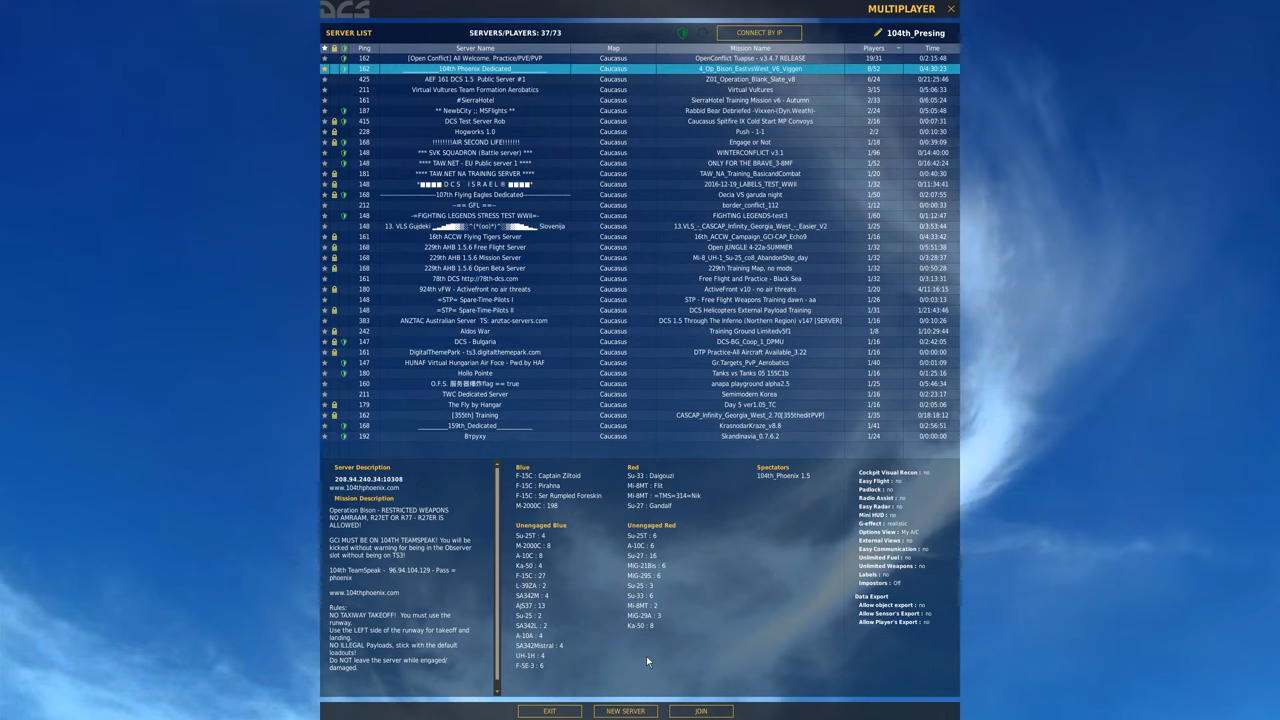 DCS MULTIPLAYER
SERVER LIST SERVERS/PLAYERS: 37/73 CONNECT BY IP 104th_Presing
Ping Server Name Map Mission Name Players Time
162 [Open Conflict] All Welcome. Practice/PVE/PVP Caucasus OpenConflict Tuapse - v3.4.7 RELEASE 19/31 0/2:15:48
162 ________104th Phoenix Dedicated________ Caucasus 4_Op_Bison_EastvsWest_V6_Viggen 8/52 0/4:30:23
425 AEF 161 DCS 1.5 Public Server #1 Caucasus Z01_Operation_Blank_Slate_v8 6/24 0/21:25:46
211 Virtual Vultures Team Formation Aerobatics Caucasus Virtual Vultures 3/15 0/5:06:33
161 #SierraHotel Caucasus SierraHotel Training Mission v6 - Autumn 2/33 0/6:05:24
187 ** NewbCity ;; MSFlights ** Caucasus Rabbid Bear Debriefed -Vixxen-(Dyn.Weath)- 2/24 0/5:05:48
415 DCS Test Server Rob Caucasus Caucasus Spitfire IX Cold Start MP Convoys 2/16 0/0:07:31
228 Hogworks 1.0 Caucasus Push - 1-1 2/2 0/0:10:30
168 !!!!!!!!AIR SECOND LIFE!!!!!!! Caucasus Engage or Not 1/18 0/0:39:09
148 *** SVK SQUADRON (Battle server) *** Caucasus WINTERCONFLICT v3.1 1/96 0/14:40:00
148 **** TAW.NET - EU Public server 1 **** Caucasus ONLY FOR THE BRAVE_3-8MF 1/52 0/16:42:24
181 **** TAW.NET NA TRAINING SERVER **** Caucasus TAW_NA_Training_BasicandCombat 1/20 0/0:40:30
148 *■■■■ D C S I S R A E L ® ■■■■* Caucasus 2016-12-19_LABELS_TEST_WWII 0/32 0/11:34:41
168 ——————107th Flying Eagles Dedicated—————— Caucasus Oecia VS garuda night 1/50 0/2:07:55
212 --== GFL ==-- Caucasus border_conflict_112 1/12 0/0:00:33
148 -=FIGHTING LEGENDS STRESS TEST WWII=- Caucasus FIGHTING LEGENDS-test3 1/60 0/1:12:47
148 13. VLS Gujdeki Slovenija Caucasus 13.VLS_-_CASCAP_Infinity_Georgia_West_-_Easier_V2 1/25 0/3:53:44
161 16th ACCW Flying Tigers Server Caucasus 16th_ACCW_Campaign_GCI-CAP_Echo9 1/16 0/4:33:42
168 229th AHB 1.5.6 Free Flight Server Caucasus Open JUNGLE 4-22a-SUMMER 1/32 0/5:51:38
168 229th AHB 1.5.6 Mission Server Caucasus Mi-8_UH-1_Su-25_co8_AbandonShip_day 1/32 0/3:28:37
168 229th AHB 1.5.6 Open Beta Server Caucasus 229th Training Map, no mods 1/32 0/0:50:28
161 78th DCS http://78th-dcs.com Caucasus Free Flight and Practice - Black Sea 1/32 0/3:13:31
180 924th vFW - Activefront no air threats Caucasus ActiveFront v10 - no air threats 1/20 4/11:16:15
148 =STP= Spare-Time-Pilots I Caucasus STP - Free Flight Weapons Training dawn - aa 1/26 0/0:03:13
148 =STP= Spare-Time-Pilots II Caucasus DCS Helicopters External Payload Training 1/31 1/21:43:46
383 ANZTAC Australian Server TS: anztac-servers.com Caucasus DCS 1.5 Through The Inferno (Northern Region) v147 [SERVER] 1/16 0/0:10:26
242 Aldos War Caucasus Training Ground Limitedv5f1 1/8 1/10:29:44
147 DCS - Bulgaria Caucasus DCS-BG_Coop_1_DPMU 1/16 0/2:42:05
161 DigitalThemePark - ts3.digitalthemepark.com Caucasus DTP Practice-All Aircraft Available_3.22 1/16 0/0:00:00
147 HUNAF Virtual Hungarian Air Foce - Pwd.by HAF Caucasus Gr.Targets_PvP_Aerobatics 1/40 0/1:01:09
180 Hollo Pointe Caucasus Tanks vs Tanks 05 155C1b 1/16 0/1:25:16
160 O.F.S. 服务器爆炸flag == true Caucasus anapa playground alpha2.5 1/25 0/5:46:34
211 TWC Dedicated Server Caucasus Semimodern Korea 1/16 0/2:23:17
179 The Fly by Hangar Caucasus Day 5 ver1.05_TC 1/16 0/2:05:06
162 [355th] Training Caucasus CASCAP_Infinity_Georgia_West_2.70[355theditPVP] 1/35 0/18:18:12
168 _________159th_Dedicated_________ Caucasus KrasnodarKraze_v8.8 1/41 0/2:56:51
192 Втруху Caucasus Skandinavia_0.7.6.2 1/24 0/0:00:00
Server Description
208.94.240.34:10308
www.104thphoenix.com
Mission Description
Operation Bison - RESTRICTED WEAPONS
NO AMRAAM, R27ET OR R77 - R27ER IS
ALLOWED!
GCI MUST BE ON 104TH TEAMSPEAK! You will be
kicked without warning for being in the Observer
slot without being on TS3!
104th TeamSpeak - 96.94.104.129 - Pass =
phoenix
www.104thphoenix.com
Rules:
NO TAXIWAY TAKEOFF! You must use the
runway.
Use the LEFT side of the runway for takeoff and
landing.
NO ILLEGAL Payloads, stick with the default
loadouts!
Do NOT leave the server while engaged/
damaged.
Blue
F-15C : Captain Ziltoid
F-15C : Pirahna
F-15C : Ser Rumpled Foreskin
M-2000C : 198
Unengaged Blue
Su-25T : 4
M-2000C : 8
A-10C : 8
Ka-50 : 4
F-15C : 27
L-39ZA : 2
SA342M : 4
AJS37 : 13
Su-25 : 2
SA342L : 2
A-10A : 4
SA342Mistral : 4
UH-1H : 4
F-5E-3 : 6
Red
Su-33 : Daigouzi
Mi-8MT : Flit
Mi-8MT : =TMS=314=Nik
Su-27 : Gandalf
Unengaged Red
Su-25T : 6
A-10C : 6
Su-27 : 16
MiG-21Bis : 6
MiG-29S : 6
Su-25 : 3
Su-33 : 6
Mi-8MT : 2
MiG-29A : 3
Ka-50 : 8
Spectators
104th_Phoenix 1.5
Cockpit Visual Recon : no
Easy Flight : no
Padlock : no
Radio Assist : no
Easy Radar : no
Mini HUD : no
G-effect : realistic
Options View : My A/C
External Views : no
Easy Communication : no
Unlimited Fuel : no
Unlimited Weapons : no
Labels : no
Impostors : Off
Data Export
Allow object export : no
Allow Sensor's Export : no
Allow Player's Export : no
EXIT NEW SERVER JOIN